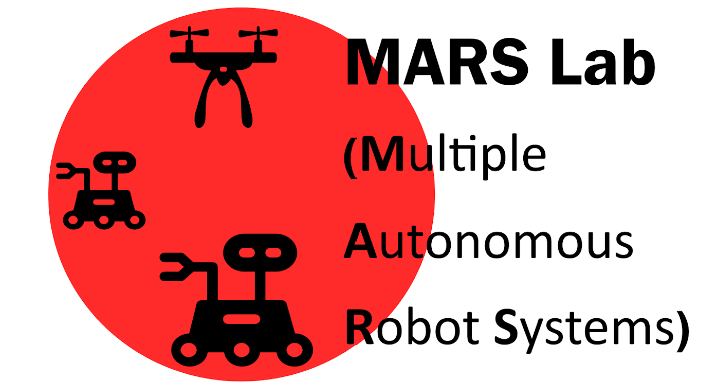 MARS Lab
(Multiple
Autonomous
Robot Systems)